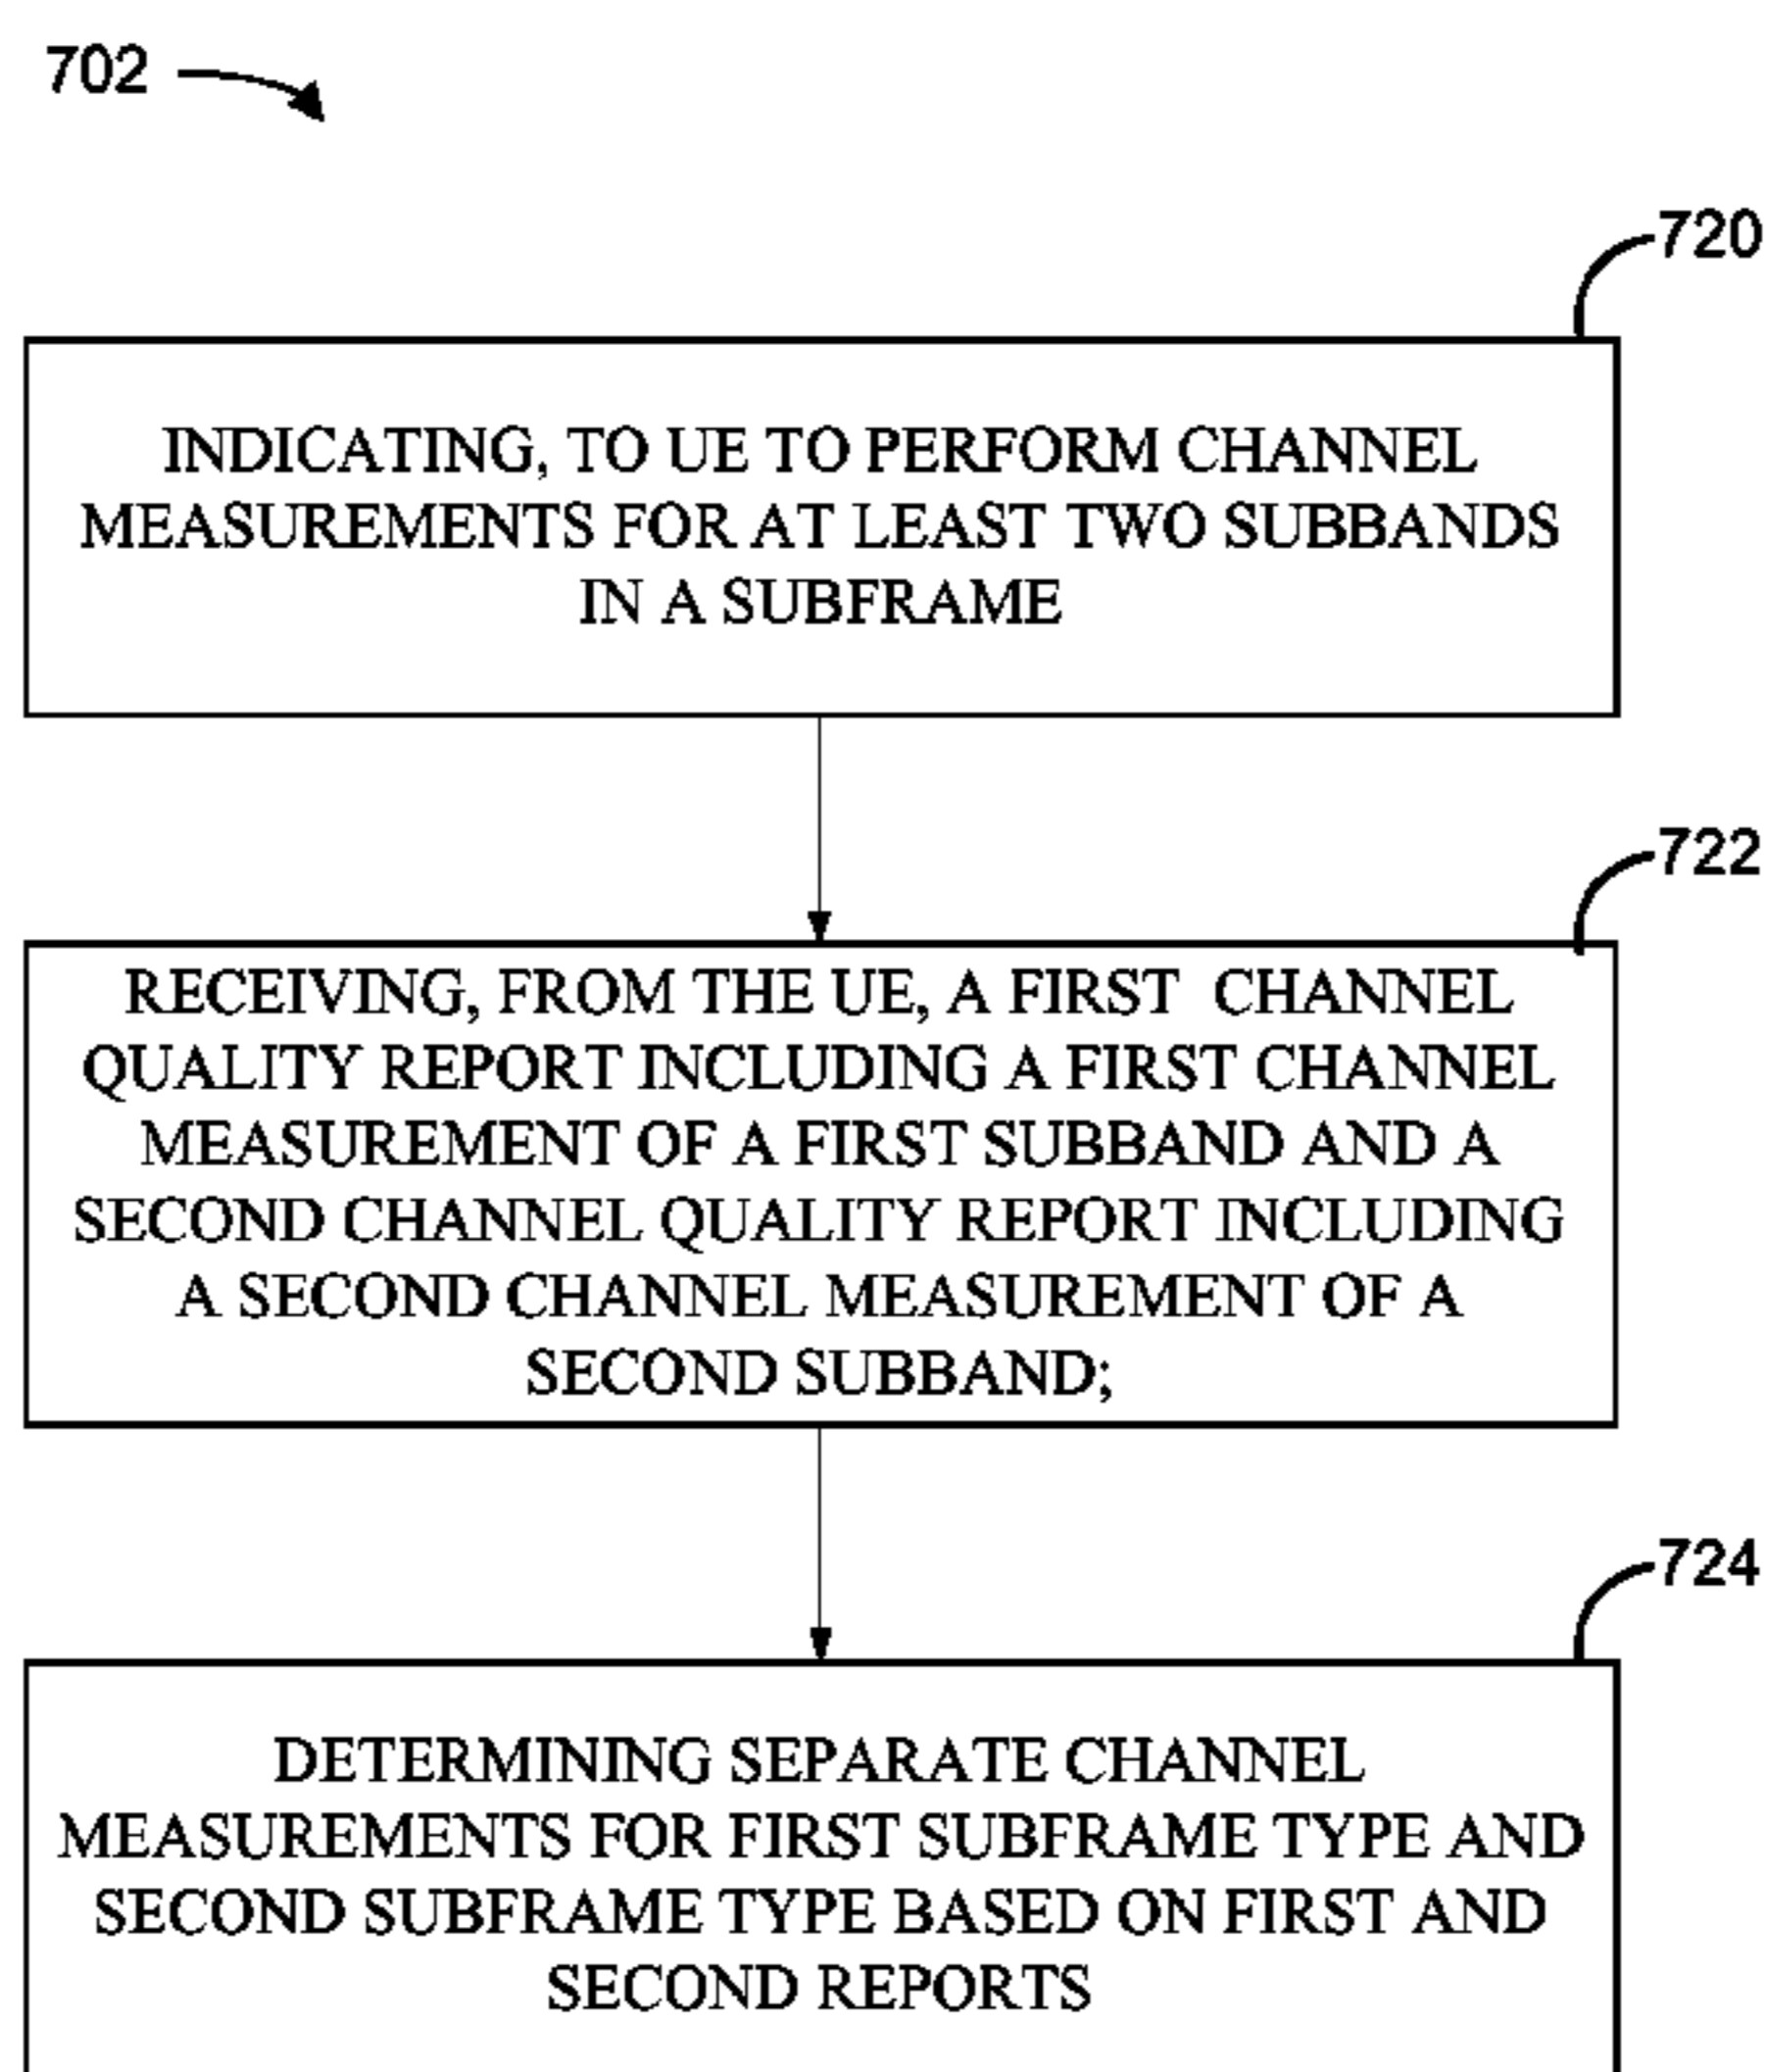 702
720
INDICATING, TO UE TO PERFORM CHANNEL
MEASUREMENTS FOR AT LEAST TWO SUBBANDS
IN A SUBFRAME
722
RECEIVING, FROM THE UE, A FIRST CHANNEL
QUALITY REPORT INCLUDING A FIRST CHANNEL
MEASUREMENT OF A FIRST SUBBAND AND A
SECOND CHANNEL QUALITY REPORT INCLUDING
A SECOND CHANNEL MEASUREMENT OF A
SECOND SUBBAND;
724
DETERMINING SEPARATE CHANNEL
MEASUREMENTS FOR FIRST SUBFRAME TYPE AND
SECOND SUBFRAME TYPE BASED ON FIRST AND
SECOND REPORTS